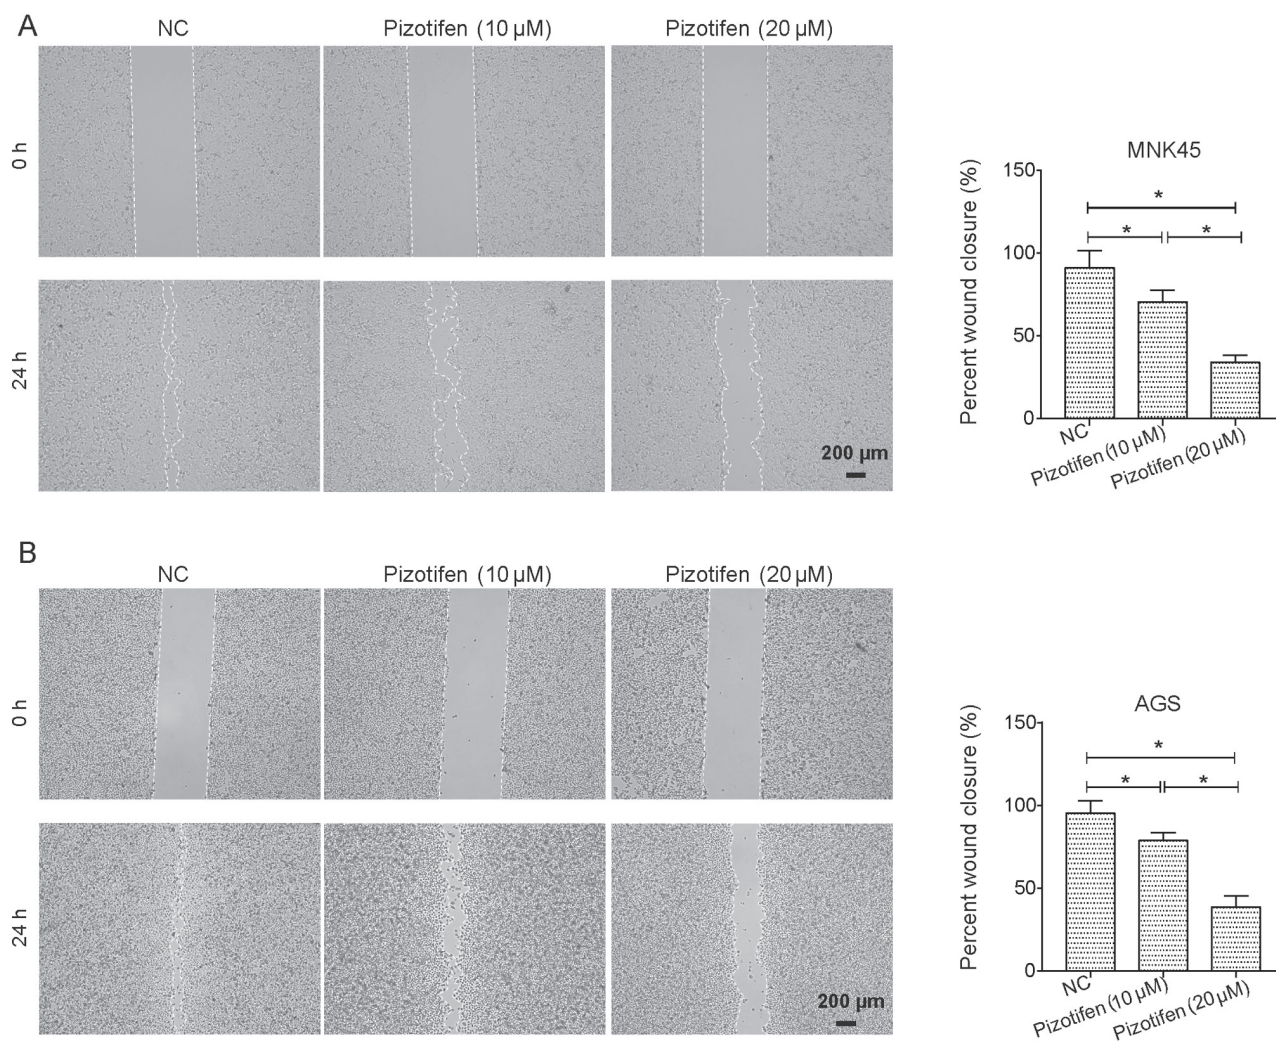 A
NC
Pizotifen (10 µM)
Pizotifen (20 µM)
0 h
24 h
200 µm
MNK45
Percent wound closure (%)
150
100
50
0
*
*
*
NC
Pizotifen (10 µM)
Pizotifen (20 µM)
B
NC
Pizotifen (10 µM)
Pizotifen (20 µM)
0 h
24 h
200 µm
AGS
Percent wound closure (%)
150
100
50
0
*
*
*
NC
Pizotifen (10 µM)
Pizotifen (20 µM)